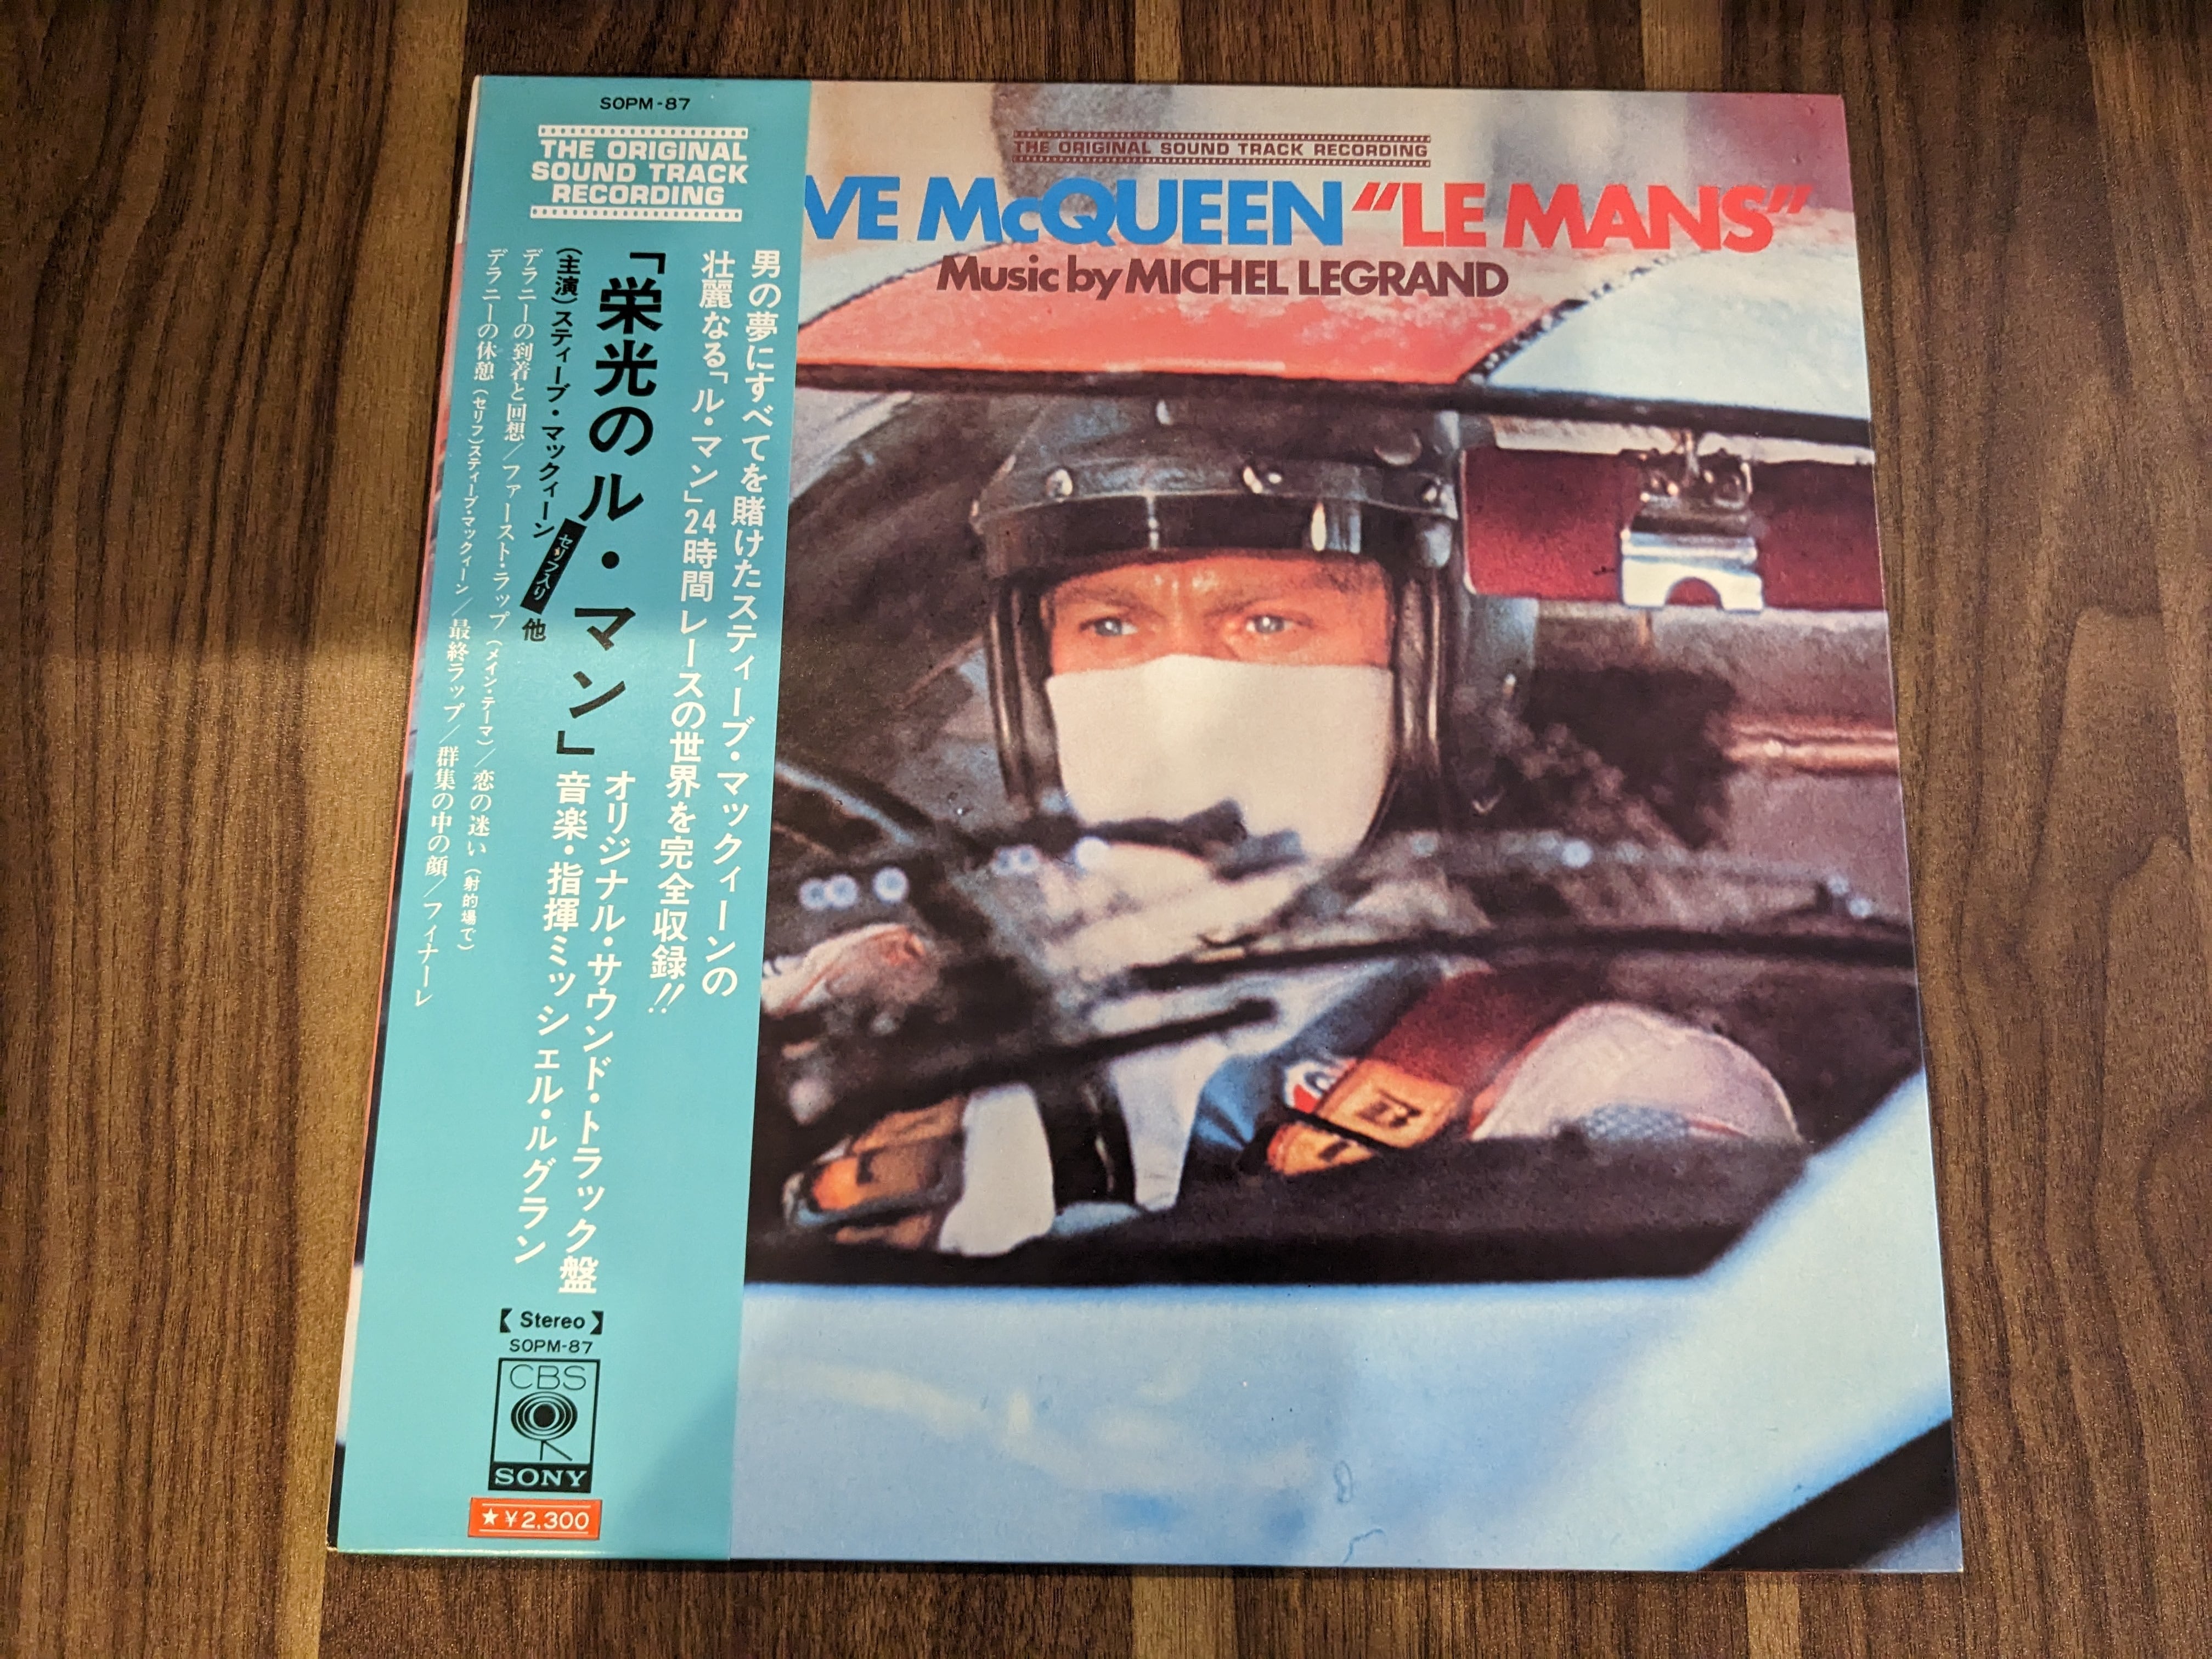 SOPM-87
THE ORIGINAL
SOUND TRACK
RECORDING
男の夢にすべてを賭けたスティーブ・マックィーンの
壮麗なる「ル・マン」24時間レースの世界を完全収録!!
「栄光のル・マン」
オリジナル・サウンド・トラック盤
音楽・指揮ミッシェル・ルグラン
(主演)スティーブ・マックィーン
セリフ入り
他
デラニーの到着と回想/ファースト・ラップ(メイン・テーマ)/恋の迷い(射的場で)
デラニーの休憩(セリフ)スティーブ・マックィーン/最終ラップ/群集の中の顔/フィナーレ
【Stereo】
SOPM-87
CBS
SONY
★¥2,300
THE ORIGINAL SOUND TRACK RECORDING
VE McQUEEN "LE MANS"
Music by MICHEL LEGRAND